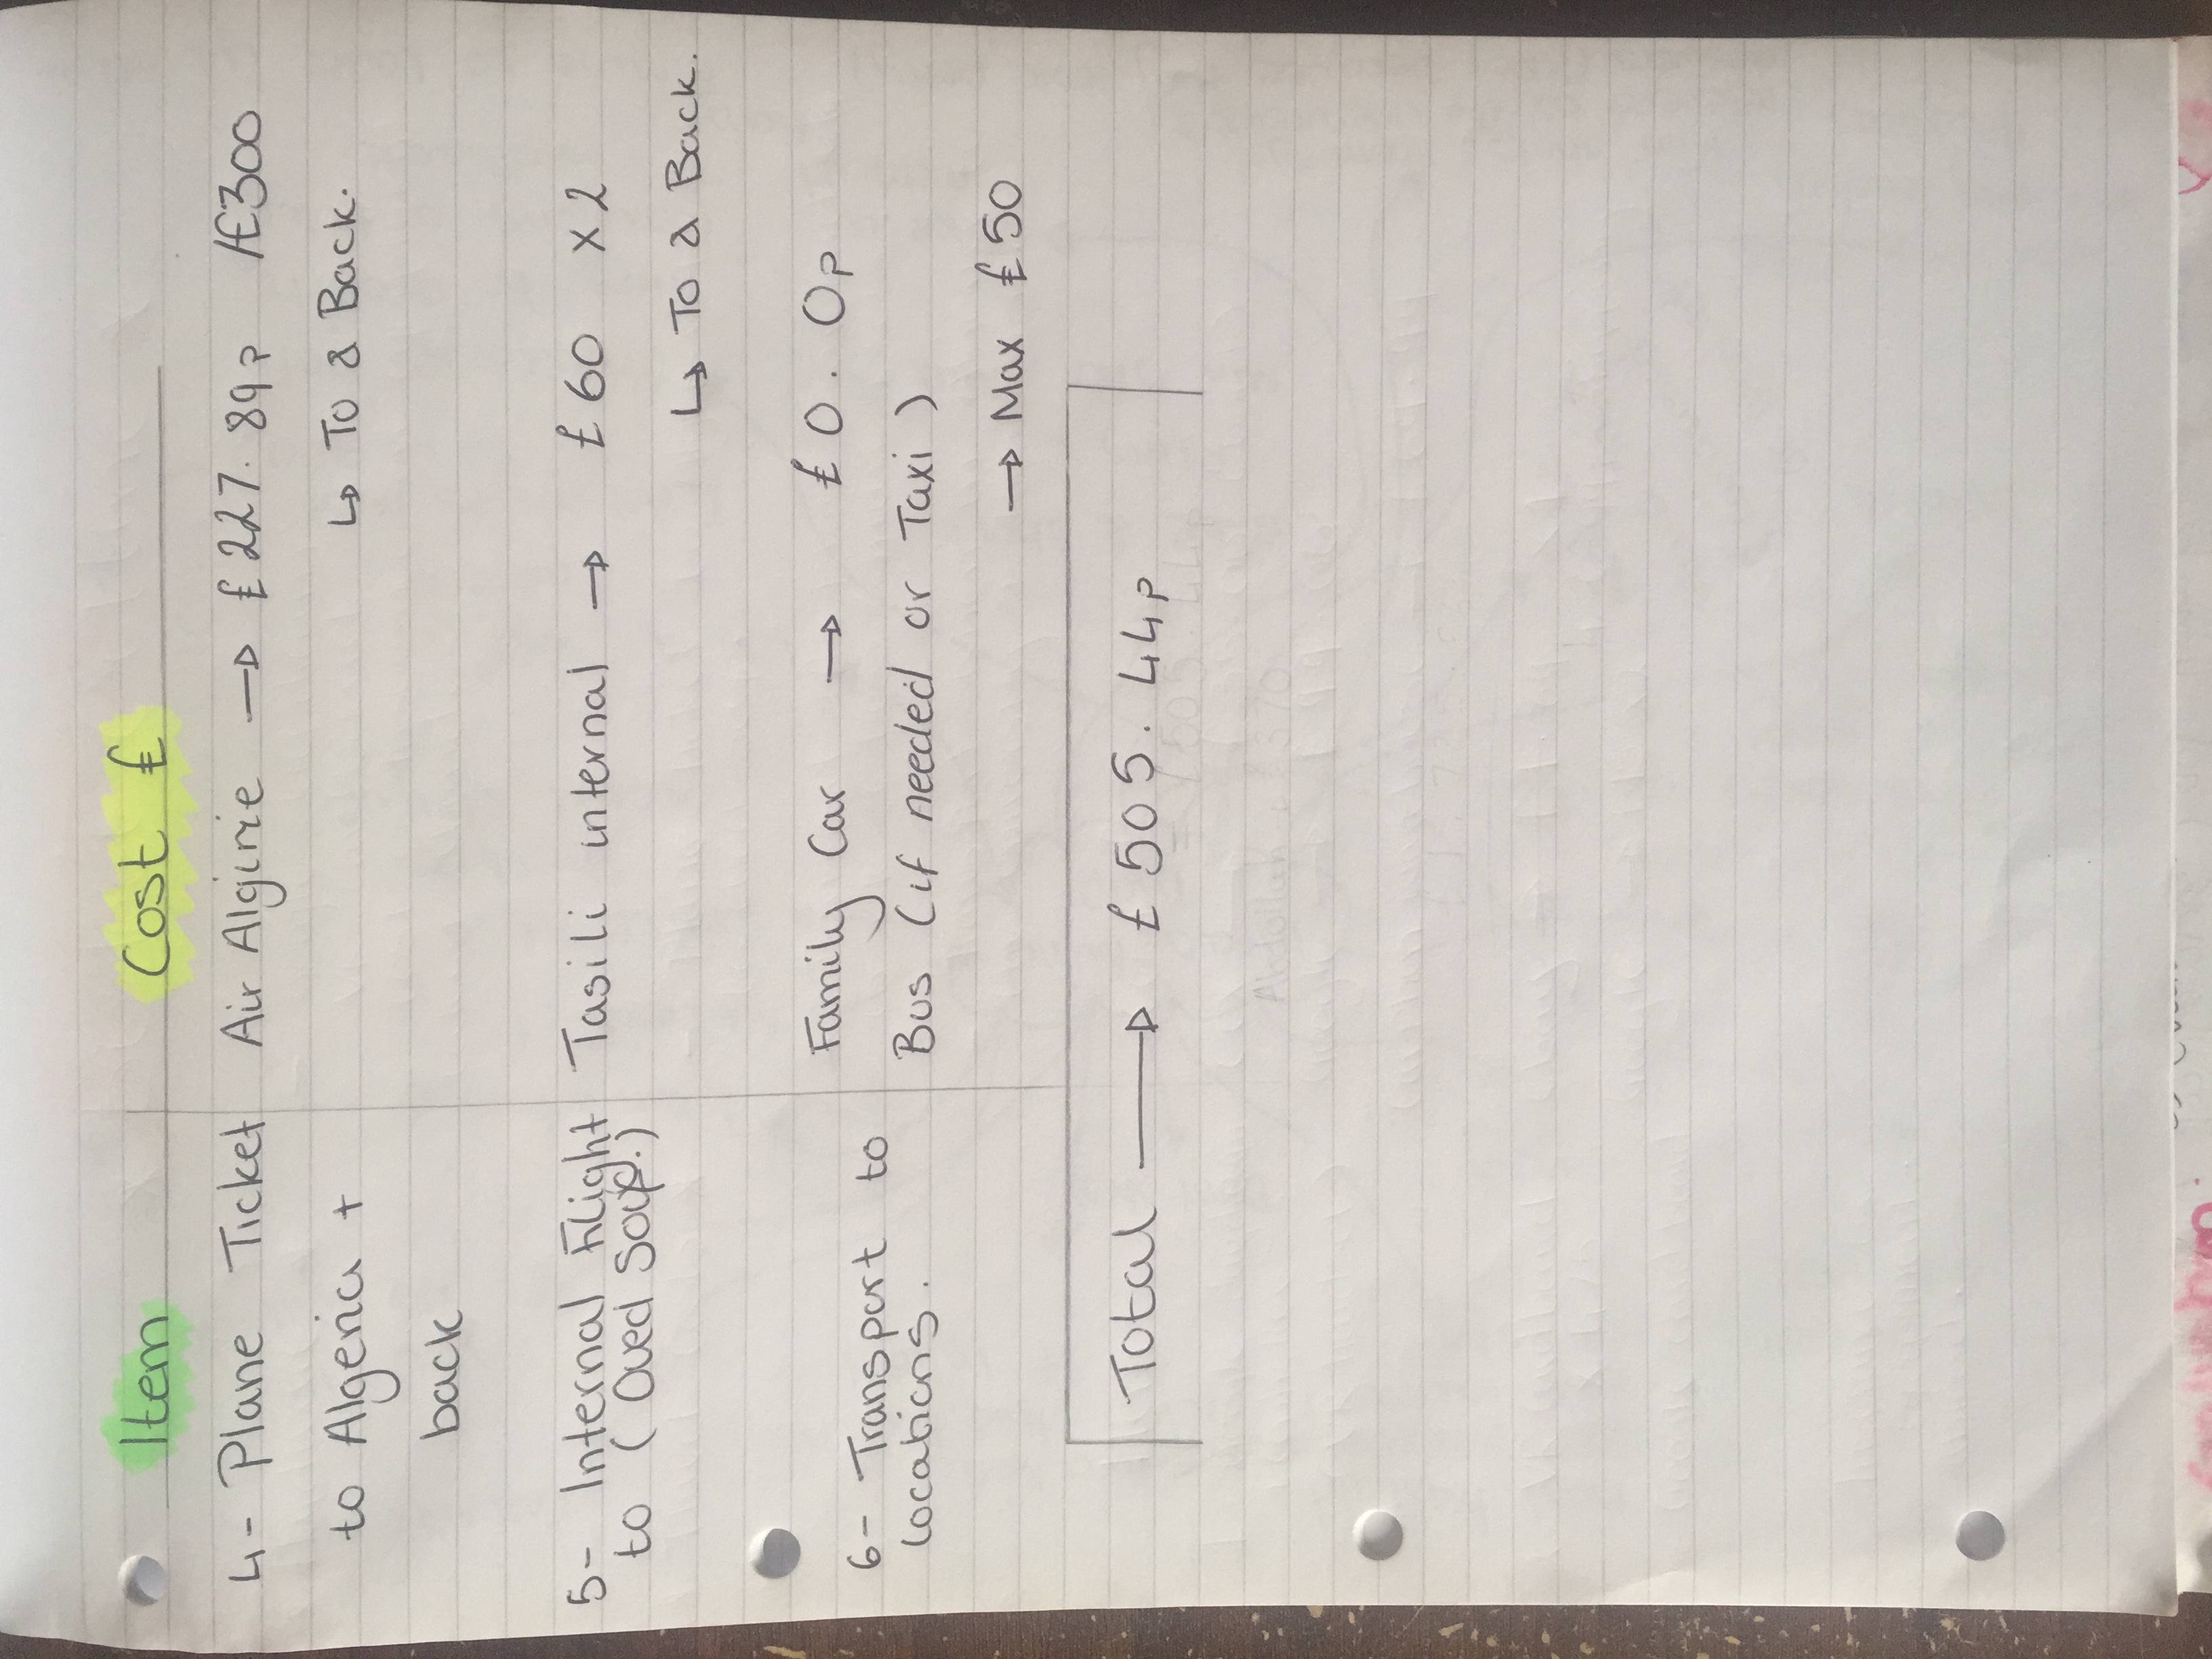 Item Cost £
4- Plane Ticket Air Algirie → £227.89p /£300
to Algeria + ↳ To & Back.
back
5- Internal Flight Tasili internal → £60 x2
to (Oued Souf.) ↳ To & Back.
6- Transport to Family Car → £0.0p
locations. Bus (if needed or Taxi)
→ Max £50
Total → £505.44p